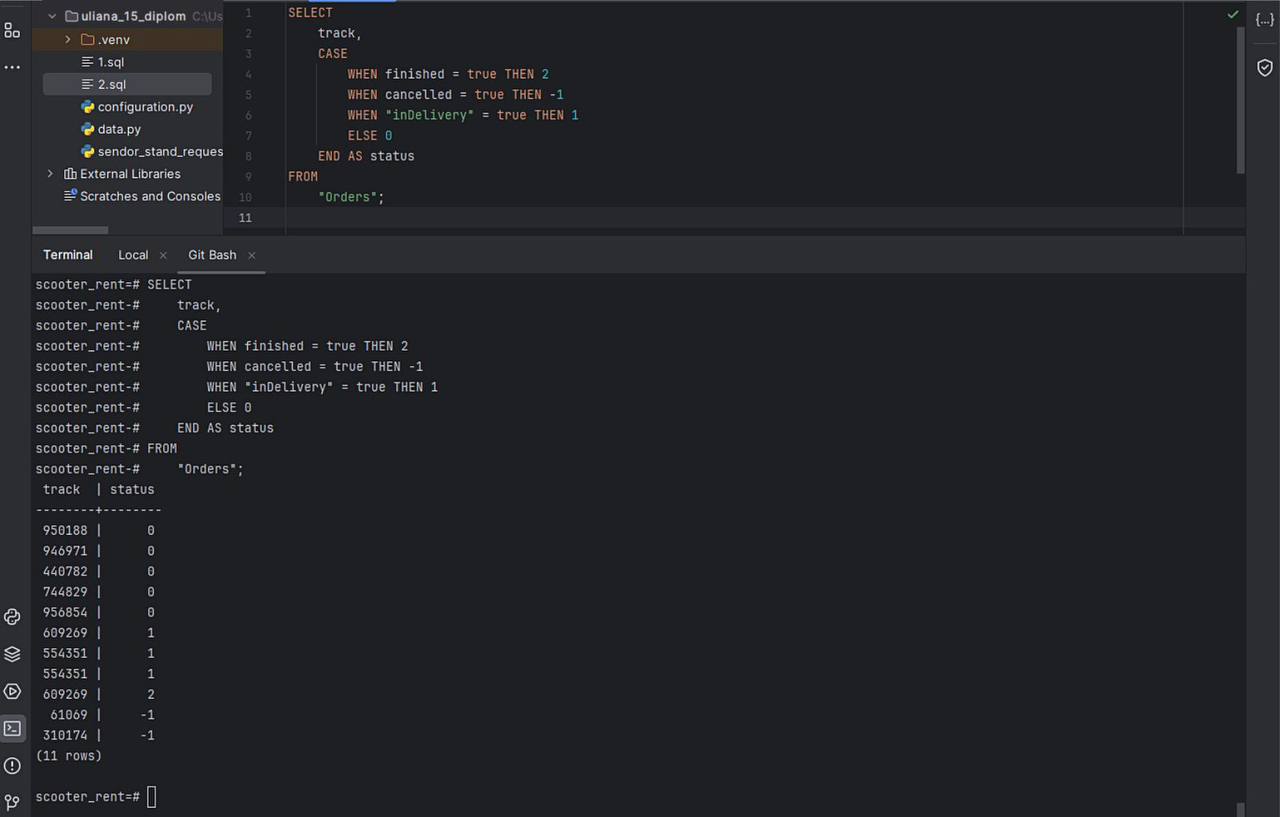 uliana_15_diplom C:\Us
.venv
1.sql
2.sql
configuration.py
data.py
sendor_stand_reques
External Libraries
Scratches and Consoles
1 SELECT
2 track,
3 CASE
4 WHEN finished = true THEN 2
5 WHEN cancelled = true THEN -1
6 WHEN "inDelivery" = true THEN 1
7 ELSE 0
8 END AS status
9 FROM
10 "Orders";
11
{...}
Terminal Local × Git Bash ×
scooter_rent=# SELECT
scooter_rent-# track,
scooter_rent-# CASE
scooter_rent-# WHEN finished = true THEN 2
scooter_rent-# WHEN cancelled = true THEN -1
scooter_rent-# WHEN "inDelivery" = true THEN 1
scooter_rent-# ELSE 0
scooter_rent-# END AS status
scooter_rent-# FROM
scooter_rent-# "Orders";
track | status
--------+--------
950188 | 0
946971 | 0
440782 | 0
744829 | 0
956854 | 0
609269 | 1
554351 | 1
554351 | 1
609269 | 2
61069 | -1
310174 | -1
(11 rows)
scooter_rent=#